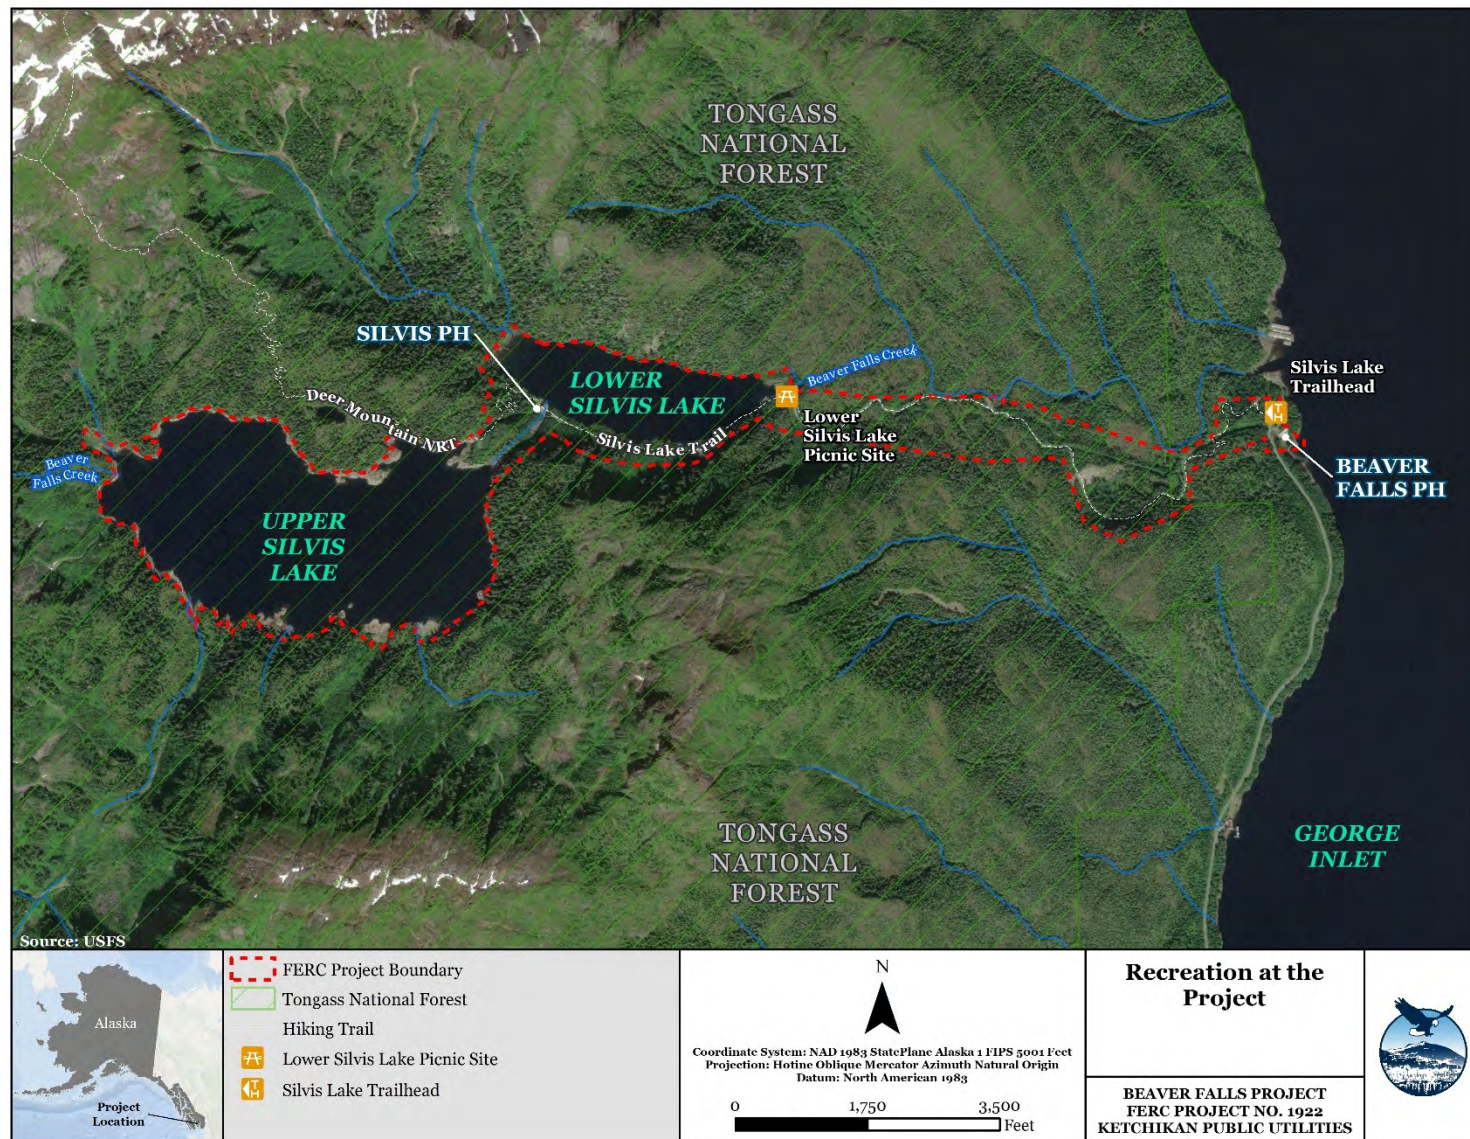 TONGASS
NATIONAL
FOREST
SILVIS PH
LOWER
SILVIS LAKE
Beaver Falls Creek
Silvis Lake
Trailhead
Deer Mountain NRT
Silvis Lake Trail
Lower
Silvis Lake
Picnic Site
BEAVER
FALLS PH
Beaver
Falls Creek
UPPER
SILVIS
LAKE
TONGASS
NATIONAL
FOREST
GEORGE
INLET
Source: USFS
Alaska
Project
Location
FERC Project Boundary
Tongass National Forest
Hiking Trail
Lower Silvis Lake Picnic Site
TH
Silvis Lake Trailhead
N
Coordinate System: NAD 1983 StatePlane Alaska 1 FIPS 5001 Feet
Projection: Hotine Oblique Mercator Azimuth Natural Origin
Datum: North American 1983
0 1,750 3,500
Feet
Recreation at the
Project
BEAVER FALLS PROJECT
FERC PROJECT NO. 1922
KETCHIKAN PUBLIC UTILITIES